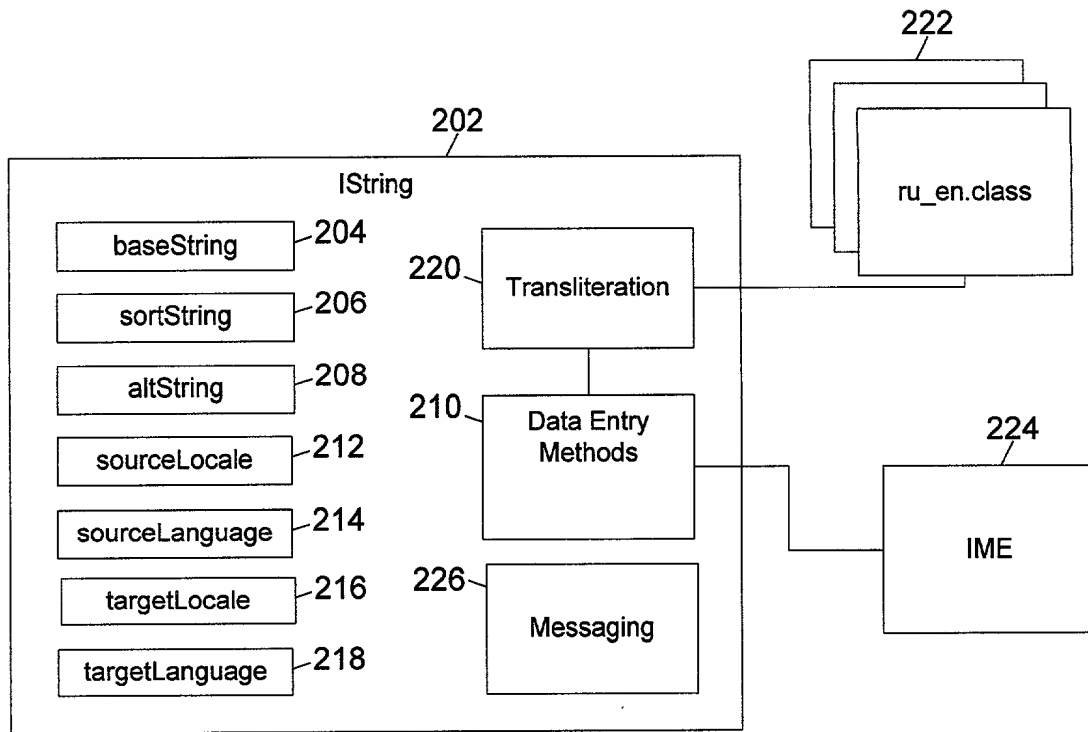 222
202
ru_en.class
IString
baseString
204
sortString
206
altString
208
sourceLocale
212
sourceLanguage
214
targetLocale
216
targetLanguage
218
220
Transliteration
210
Data Entry
Methods
226
Messaging
224
IME